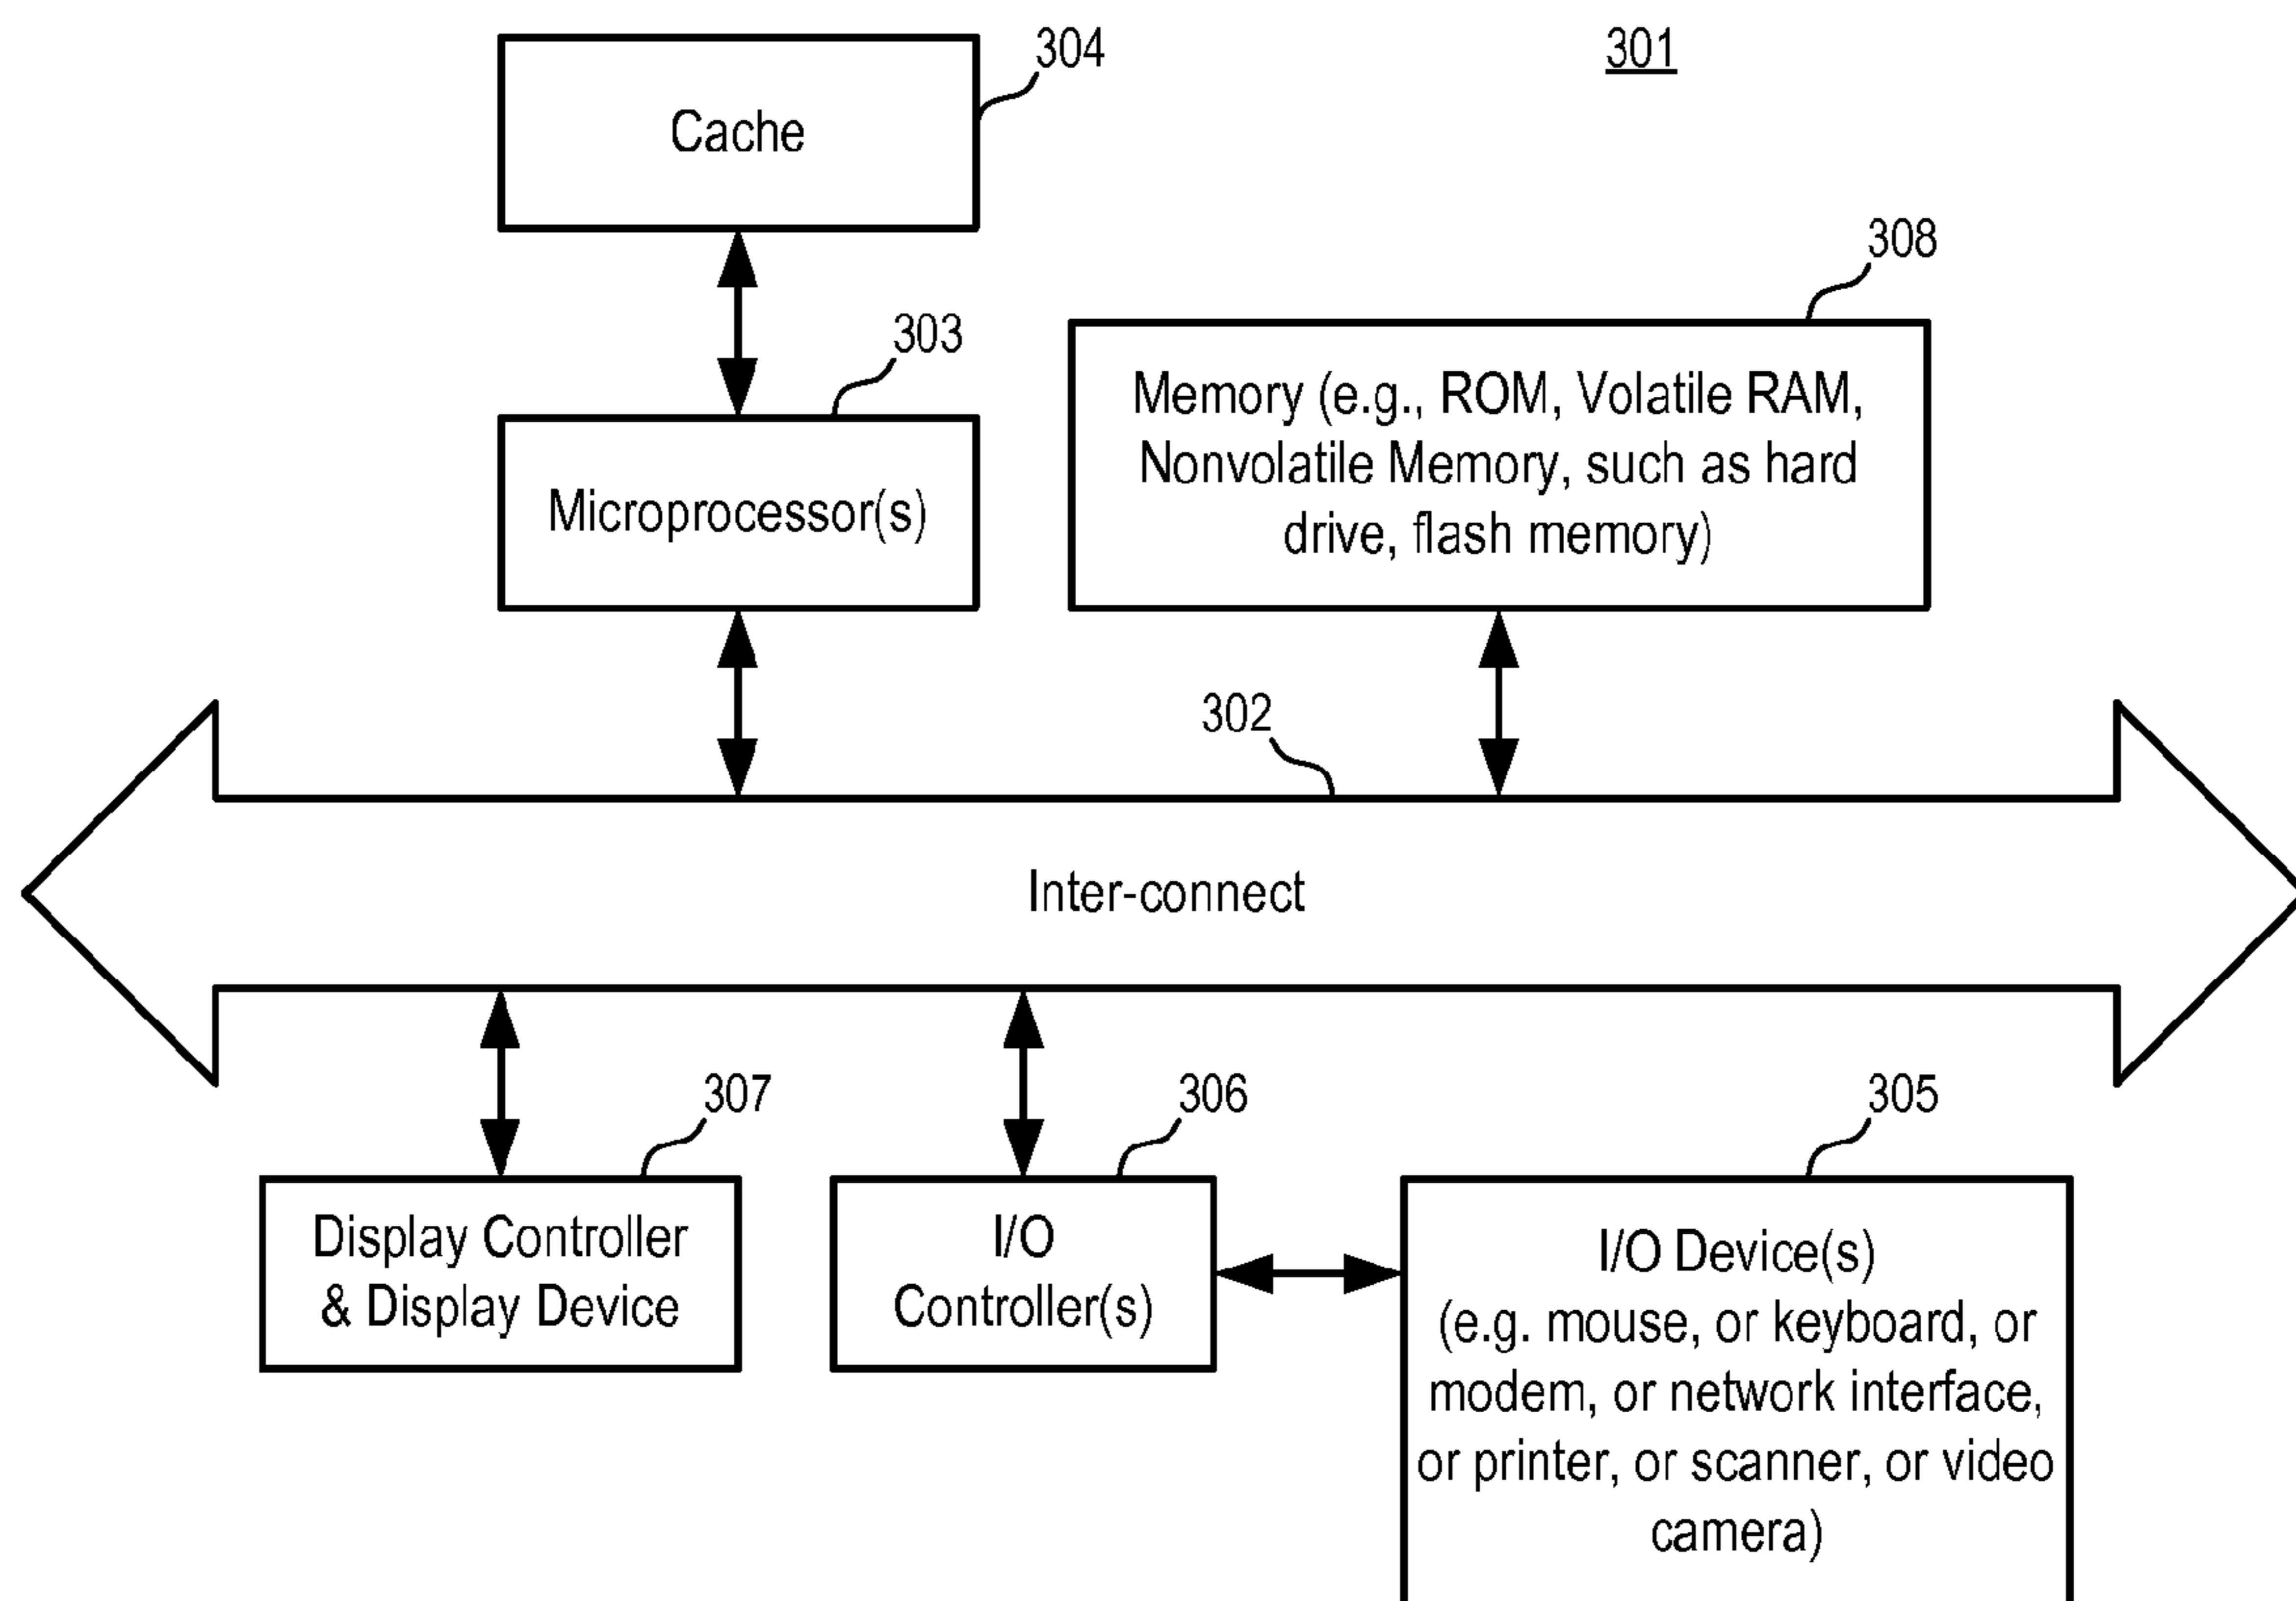 304
301
Cache
308
303
Memory (e.g., ROM, Volatile RAM,
Nonvolatile Memory, such as hard
drive, flash memory)
Microprocessor(s)
302
Inter-connect
307
306
305
Display Controller
& Display Device
I/O
Controller(s)
I/O Device(s)
(e.g. mouse, or keyboard, or
modem, or network interface,
or printer, or scanner, or video
camera)